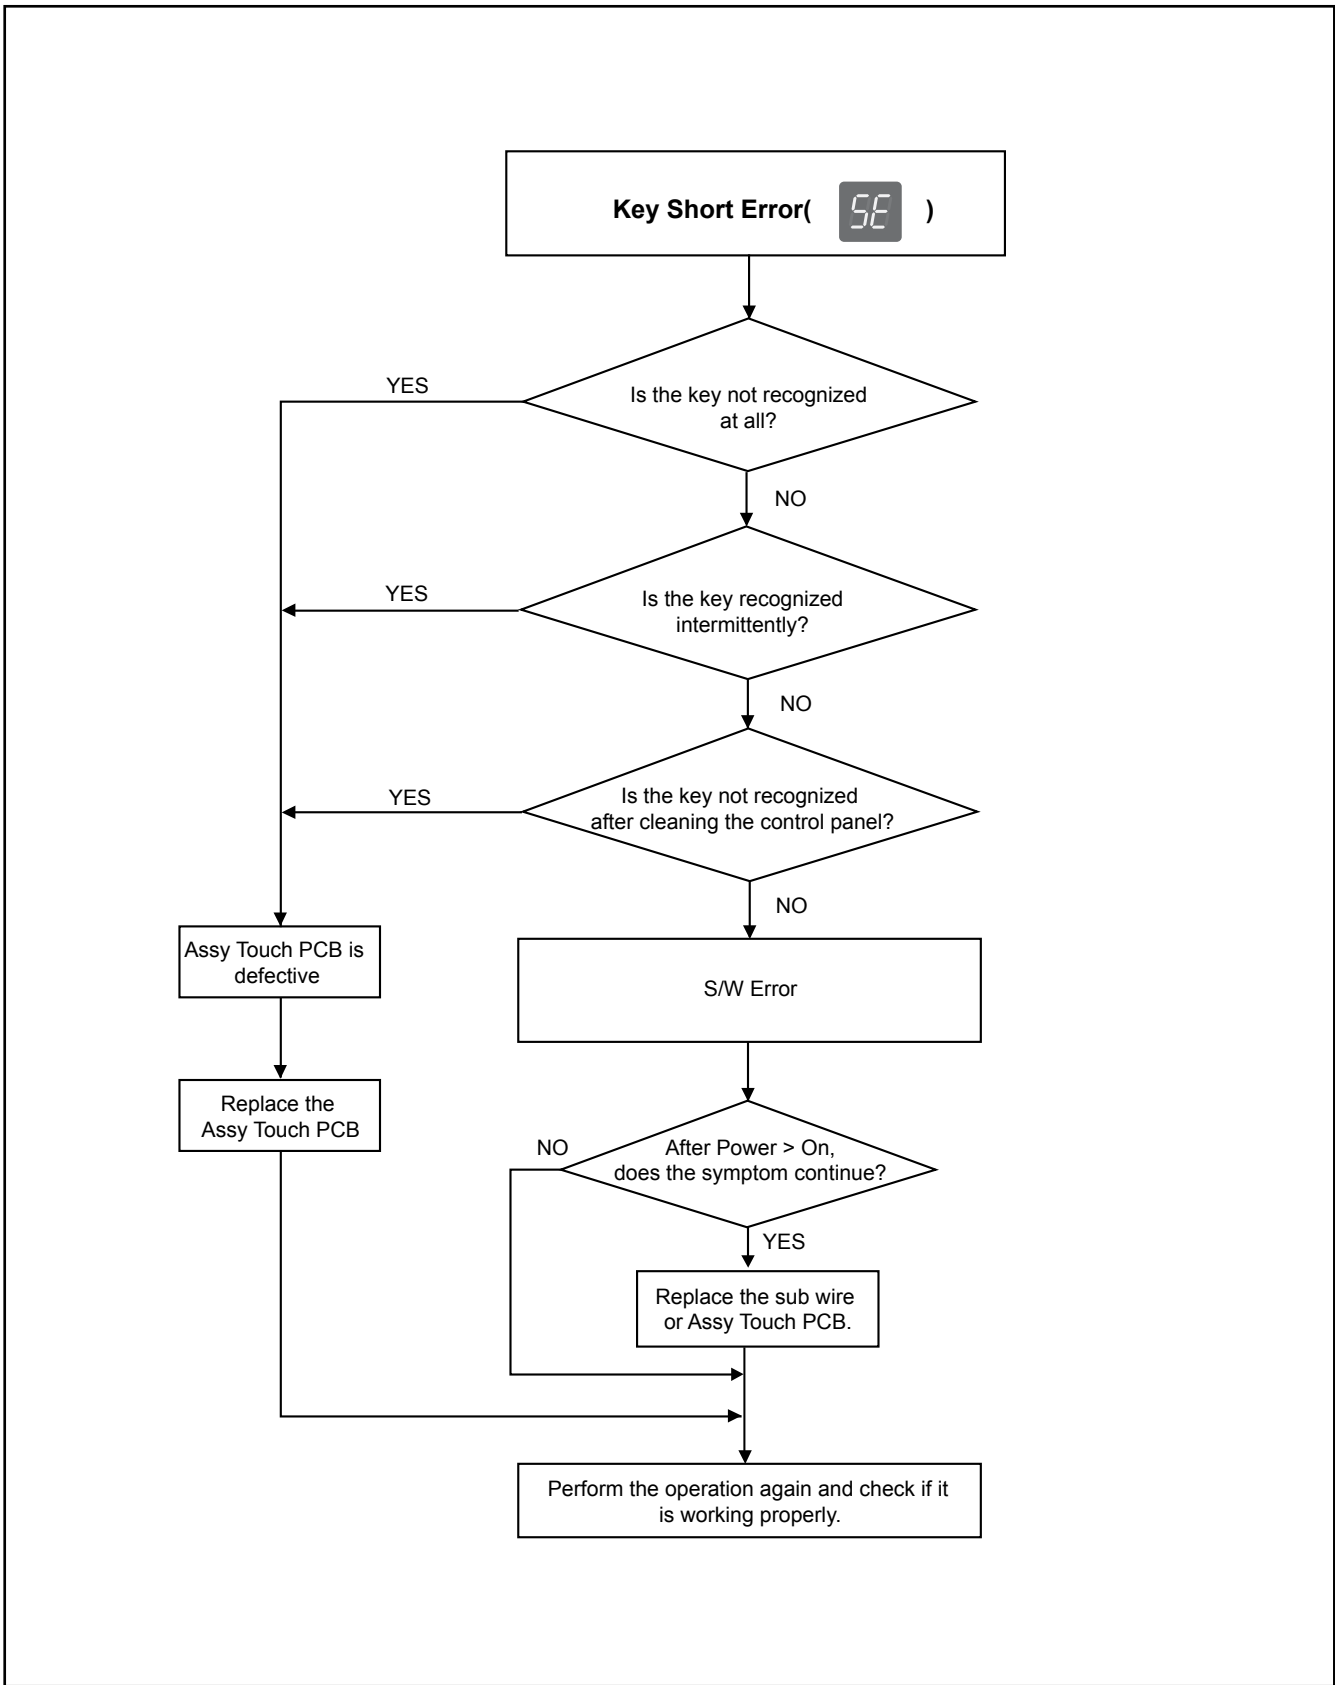 Key Short Error( SE )
YES
Is the key not recognized
at all?
NO
YES
Is the key recognized
intermittently?
NO
YES
Is the key not recognized
after cleaning the control panel?
NO
Assy Touch PCB is
defective
S/W Error
Replace the
Assy Touch PCB
NO
After Power > On,
does the symptom continue?
YES
Replace the sub wire
or Assy Touch PCB.
Perform the operation again and check if it
is working properly.